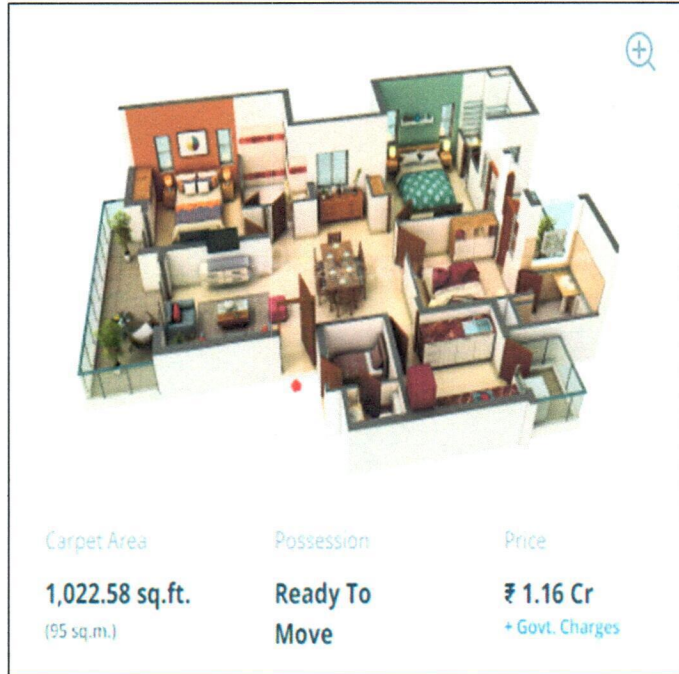 Carpet Area
Possession
Price
1,022.58 sq.ft.
Ready To
₹ 1.16 Cr
(95 sq.m.)
Move
+ Govt. Charges